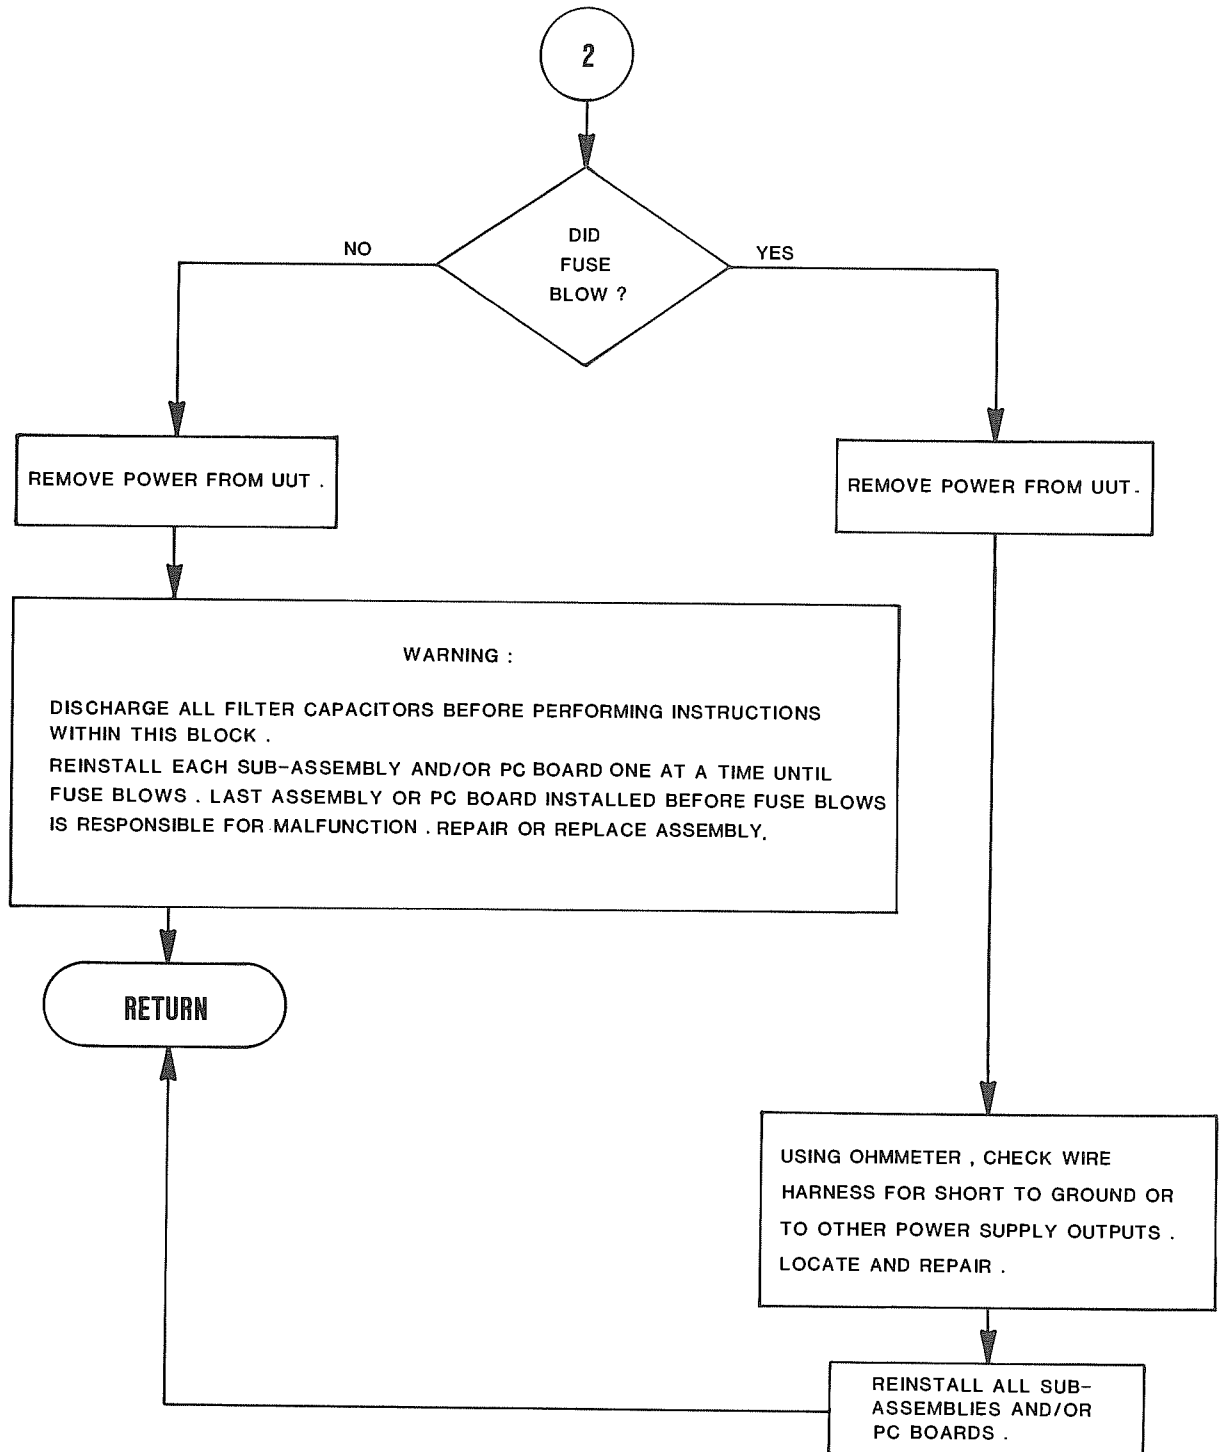 2
DID
FUSE
BLOW ?
NO
YES
REMOVE POWER FROM UUT .
REMOVE POWER FROM UUT.
WARNING :
DISCHARGE ALL FILTER CAPACITORS BEFORE PERFORMING INSTRUCTIONS
WITHIN THIS BLOCK .
REINSTALL EACH SUB-ASSEMBLY AND/OR PC BOARD ONE AT A TIME UNTIL
FUSE BLOWS . LAST ASSEMBLY OR PC BOARD INSTALLED BEFORE FUSE BLOWS
IS RESPONSIBLE FOR MALFUNCTION . REPAIR OR REPLACE ASSEMBLY.
RETURN
USING OHMMETER , CHECK WIRE
HARNESS FOR SHORT TO GROUND OR
TO OTHER POWER SUPPLY OUTPUTS .
LOCATE AND REPAIR .
REINSTALL ALL SUB-
ASSEMBLIES AND/OR
PC BOARDS .